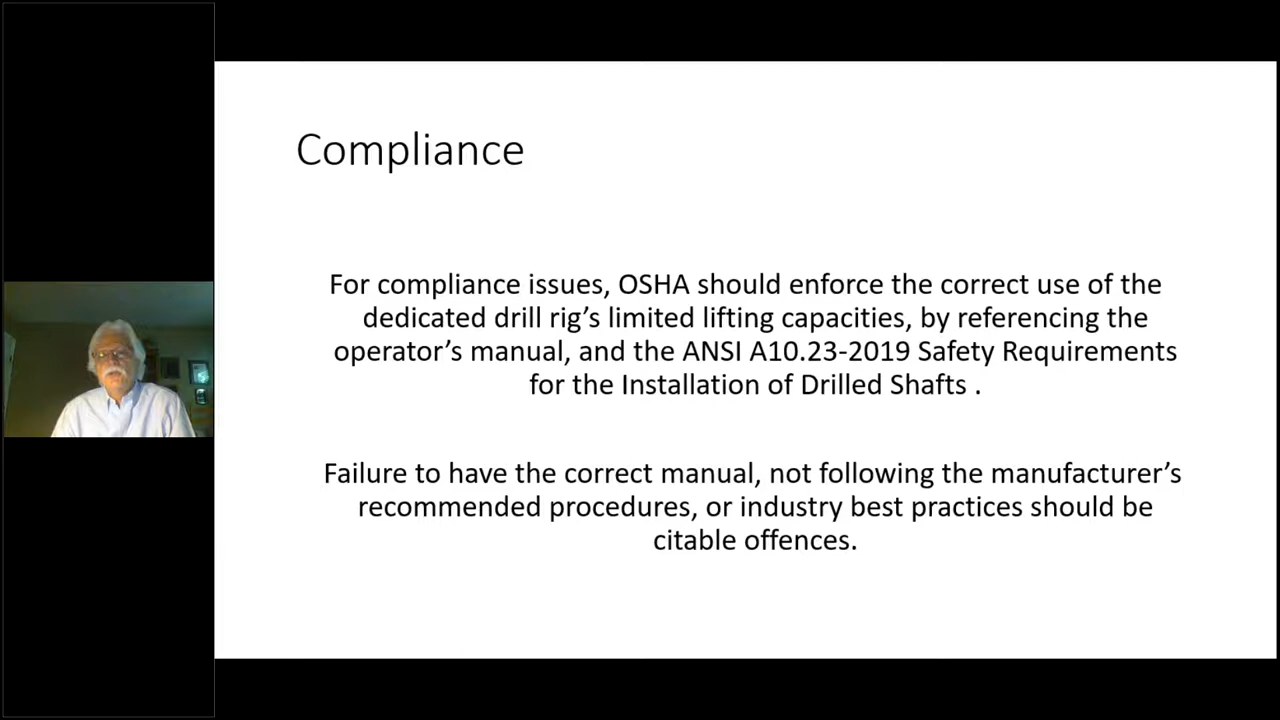 Compliance
For compliance issues, OSHA should enforce the correct use of the
dedicated drill rig’s limited lifting capacities, by referencing the
operator’s manual, and the ANSI A10.23-2019 Safety Requirements
for the Installation of Drilled Shafts .
Failure to have the correct manual, not following the manufacturer’s
recommended procedures, or industry best practices should be
citable offences.